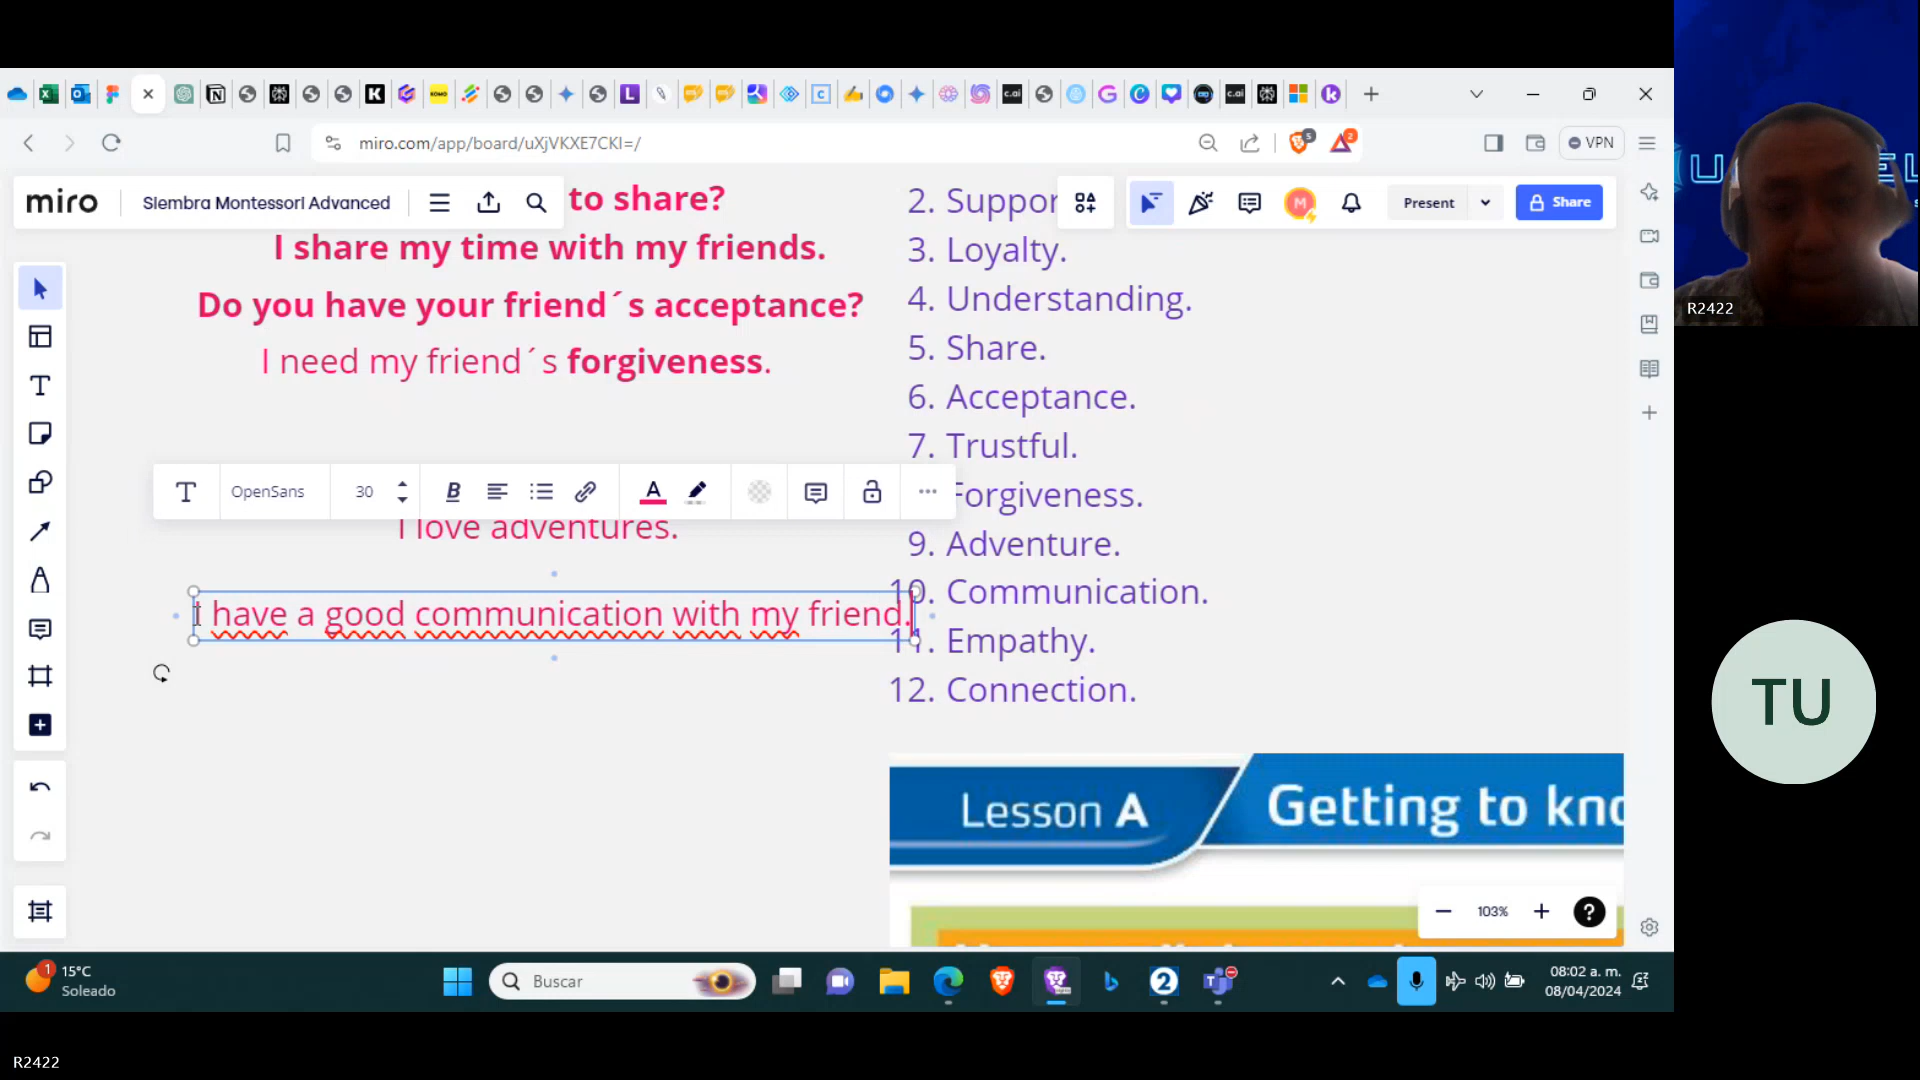 miro.com/app/board/uXjVKXE7CKI=/
VPN
miro
Siembra Montessori Advanced
Present
Share
to share?
I share my time with my friends.
Do you have your friend´s acceptance?
I need my friend´s forgiveness.
OpenSans
30
I love adventures.
I have a good communication with my friend.
2. Suppor
3. Loyalty.
4. Understanding.
5. Share.
6. Acceptance.
7. Trustful.
Forgiveness.
9. Adventure.
10. Communication.
11. Empathy.
12. Connection.
Lesson A
Getting to kno
103%
15°C
Soleado
Buscar
08:02 a. m.
08/04/2024
R2422
TU
R2422